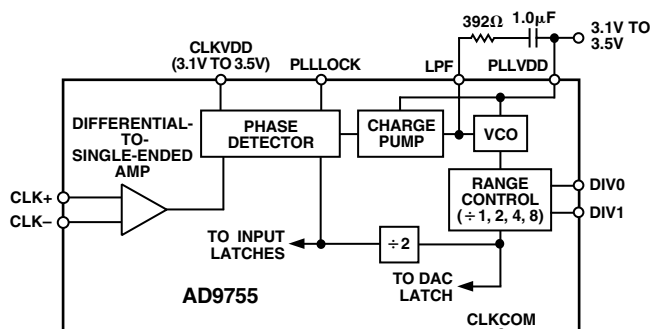 392Ω
1.0µF
3.1V TO
3.5V
CLKVDD
(3.1V TO 3.5V)
PLLLOCK
LPF
PLLVDD
DIFFERENTIAL-
TO-
SINGLE-ENDED
AMP
PHASE
DETECTOR
CHARGE
PUMP
VCO
CLK+
CLK–
RANGE
CONTROL
(÷1, 2, 4, 8)
DIV0
DIV1
TO INPUT
LATCHES
÷2
TO DAC
LATCH
AD9755
CLKCOM